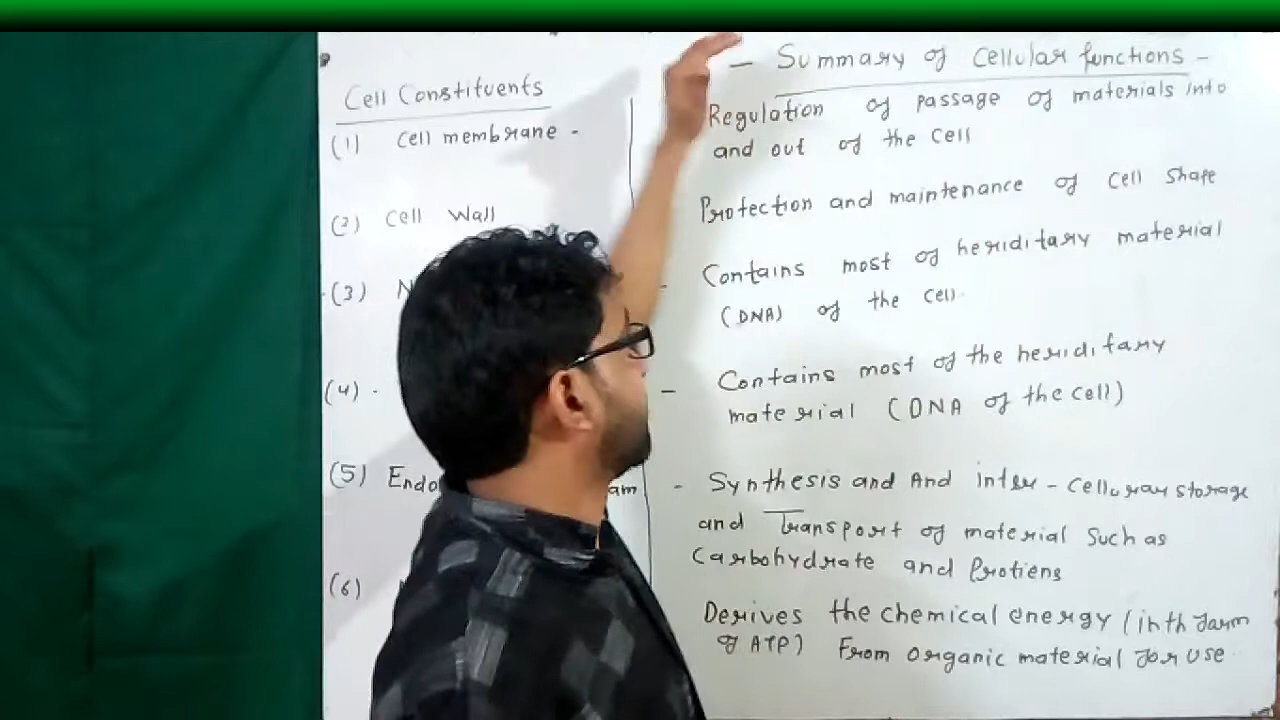 Cell Constituents
(1) Cell membrane -
(2) Cell Wall
(3) N
(4) -
(5) Endo am
(6)
- Summary of Cellular functions -
Regulation of passage of materials into
and out of the Cell
Protection and maintenance of Cell Shape
- Contains most of heriditary material
(DNA) of the Cell.
- Contains most of the heriditary
material (DNA of the cell)
- Synthesis and And inter - Cellular storage
and Transport of material Such as
Carbohydrate and Protiens
Derives the chemical energy (in th form
of ATP) From organic material for use.